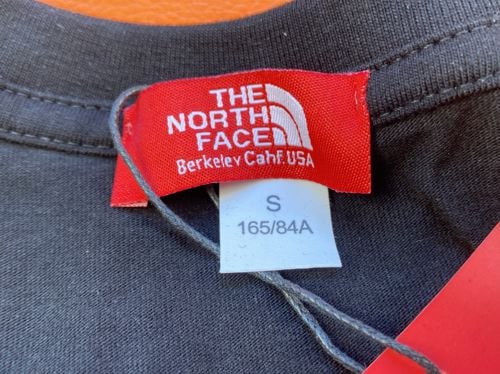 THE
NORTH
FACE
Berkeley Cahf. USA
S
165/84A